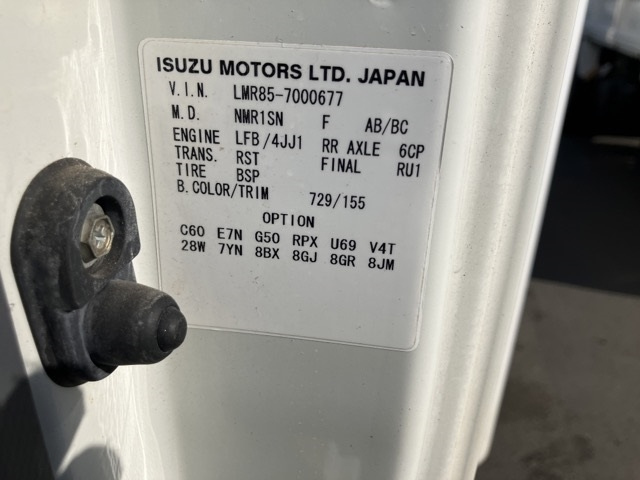 ISUZU MOTORS LTD. JAPAN
V.I.N. LMR85-7000677
M.D. NMR1SN F AB/BC
ENGINE LFB/4JJ1 RR AXLE 6CP
TRANS. RST FINAL RU1
TIRE BSP
B.COLOR/TRIM 729/155
OPTION
C60 E7N G50 RPX U69 V4T
28W 7YN 8BX 8GJ 8GR 8JM